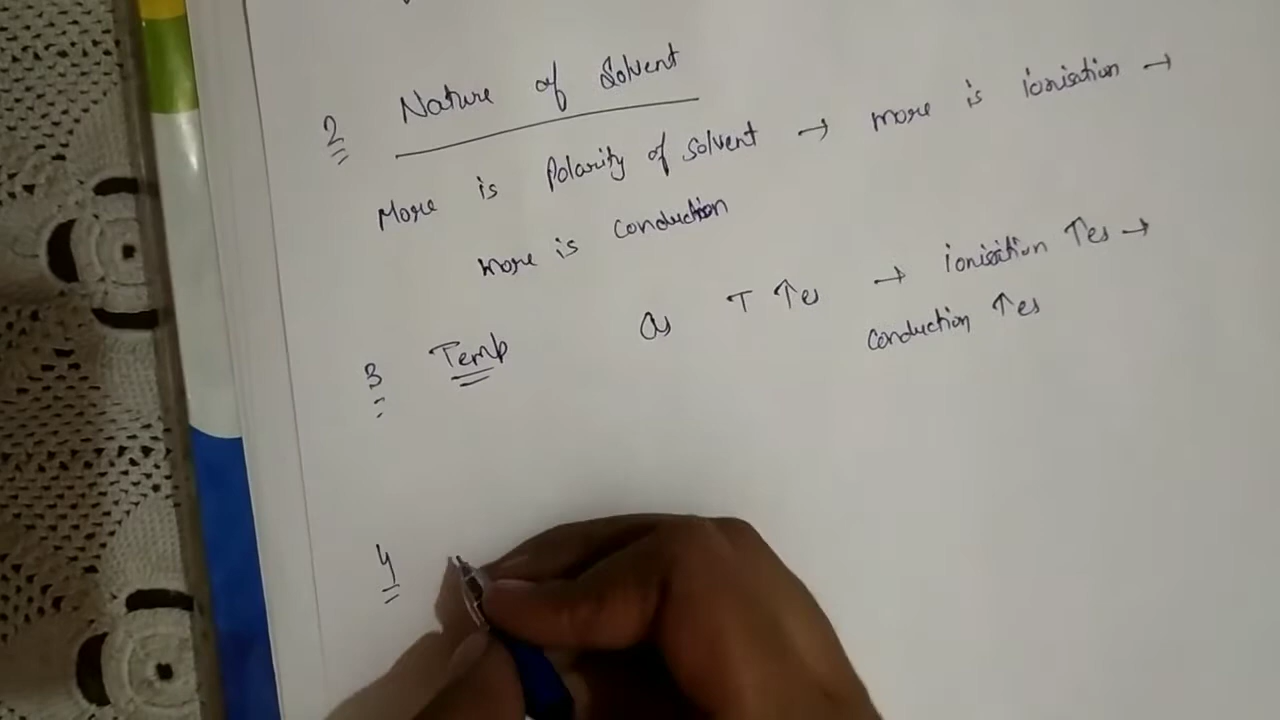 2 Nature of Solvent
More is Polarity of solvent → more is ionisation →
more is conduction
3 Temp as T ↑es → ionisation ↑es →
conduction ↑es
4